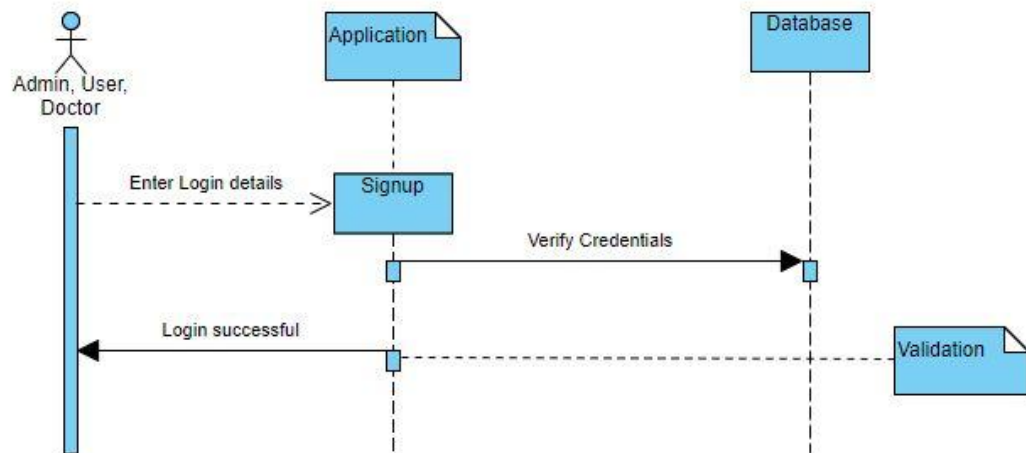 Application
Database
Admin, User,
Doctor
Enter Login details
Signup
Verify Credentials
Login successful
Validation